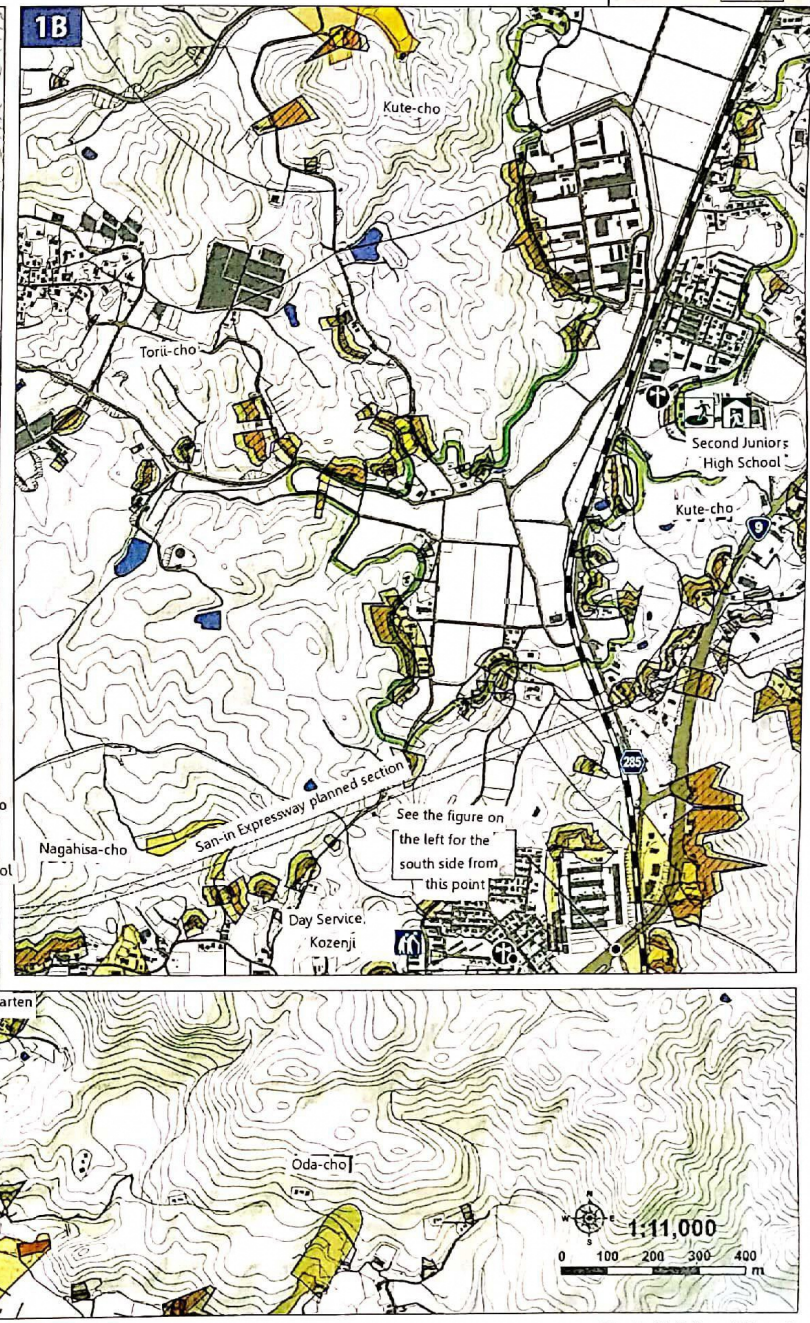 1B
Kute-cho
Torii-cho
Second Junior
High School
Kute-cho
9
285
San-in Expressway planned section
See the figure on
the left for the
south side from
this point
Nagahisa-cho
Day Service,
Kozenji
arten
Oda-cho
N
W E
S
1:11,000
0 100 200 300 400
m